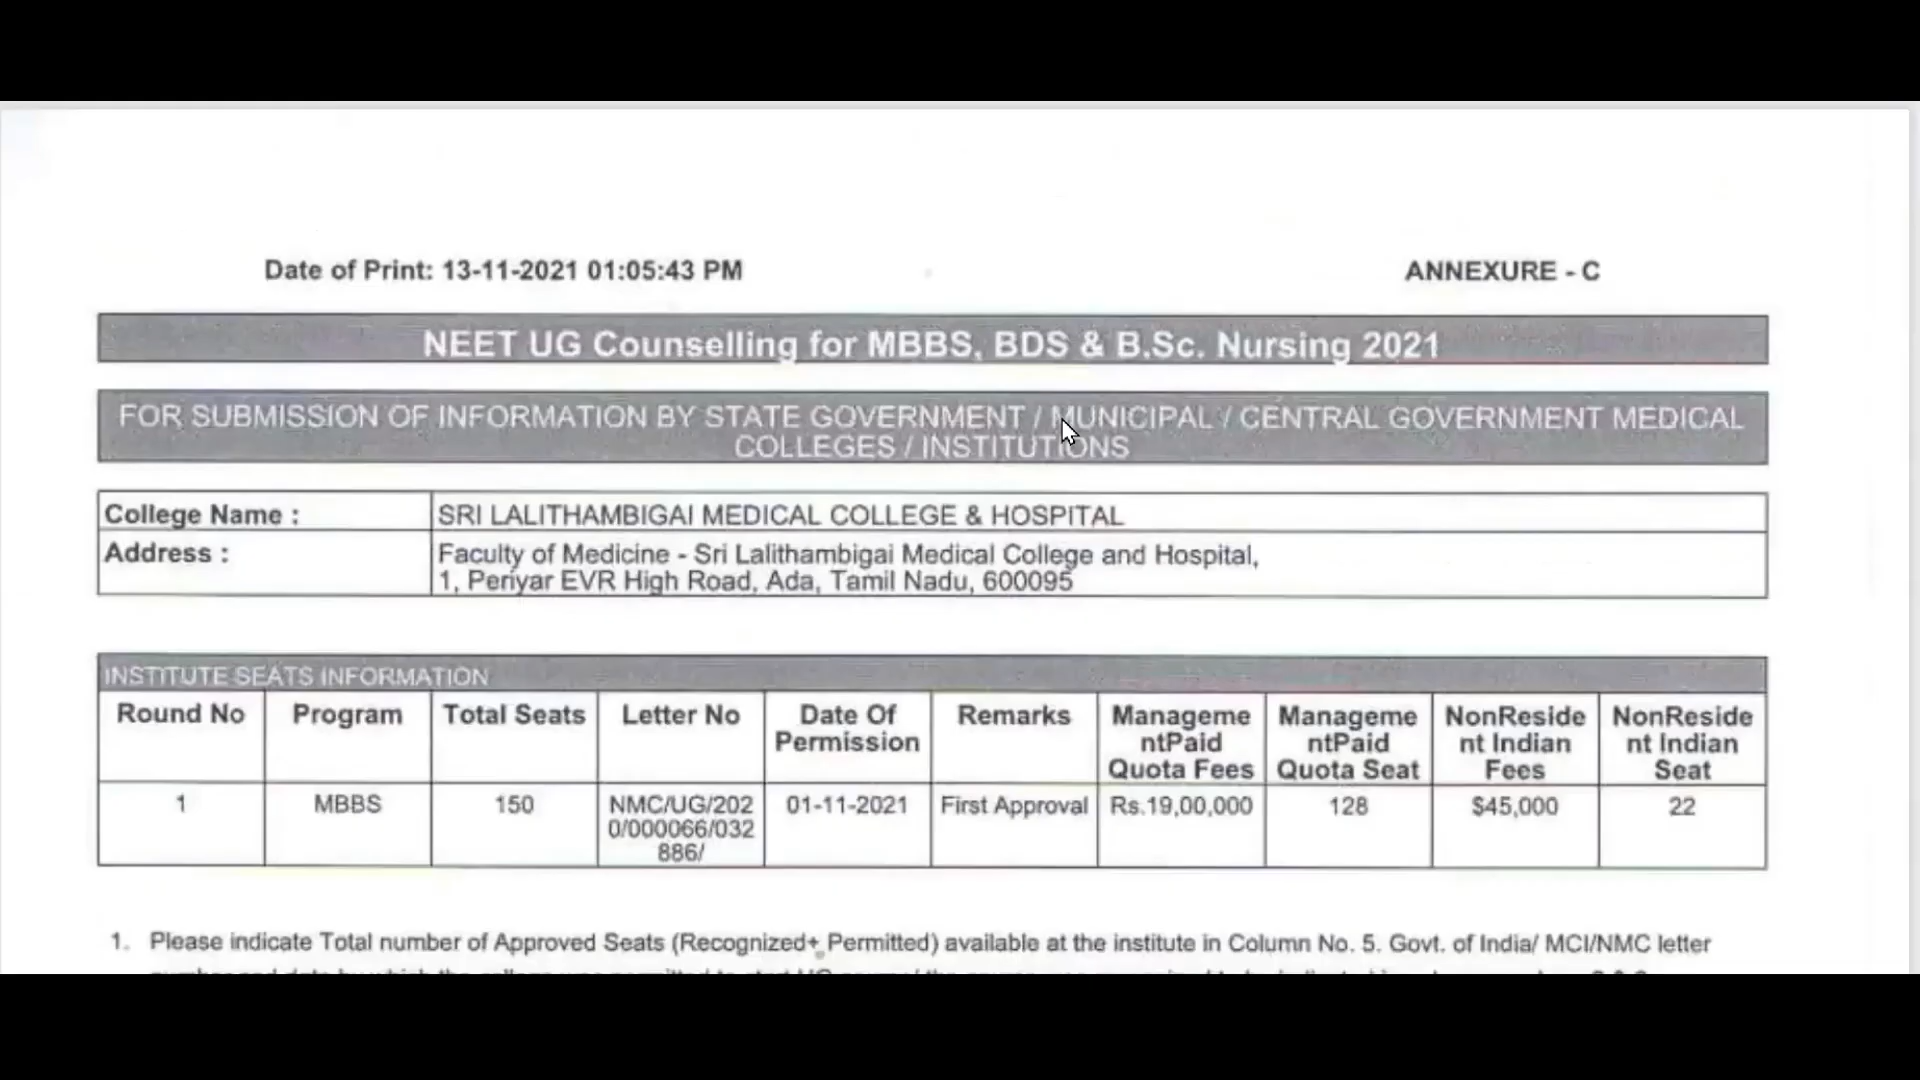 Date of Print: 13-11-2021 01:05:43 PM
ANNEXURE - C
NEET UG Counselling for MBBS, BDS & B.Sc. Nursing 2021
FOR SUBMISSION OF INFORMATION BY STATE GOVERNMENT / MUNICIPAL / CENTRAL GOVERNMENT MEDICAL
COLLEGES / INSTITUTIONS
College Name : SRI LALITHAMBIGAI MEDICAL COLLEGE & HOSPITAL
Address : Faculty of Medicine - Sri Lalithambigai Medical College and Hospital,
1, Periyar EVR High Road, Ada, Tamil Nadu, 600095
INSTITUTE SEATS INFORMATION
Round No
Program
Total Seats
Letter No
Date Of
Permission
Remarks
Manageme
ntPaid
Quota Fees
Manageme
ntPaid
Quota Seat
NonReside
nt Indian
Fees
NonReside
nt Indian
Seat
1
MBBS
150
NMC/UG/202
0/000066/032
886/
01-11-2021
First Approval
Rs.19,00,000
128
$45,000
22
1. Please indicate Total number of Approved Seats (Recognized+ Permitted) available at the institute in Column No. 5. Govt. of India/ MCI/NMC letter